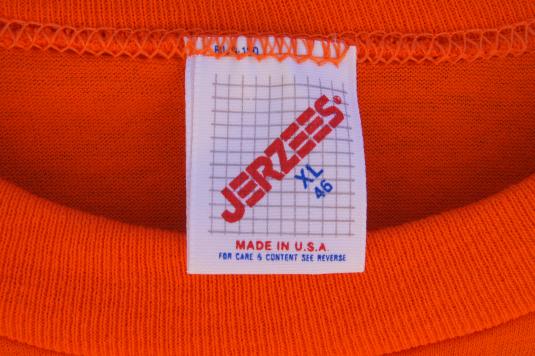 JERZEES®
XL
46
MADE IN U.S.A.
FOR CARE & CONTENT SEE REVERSE